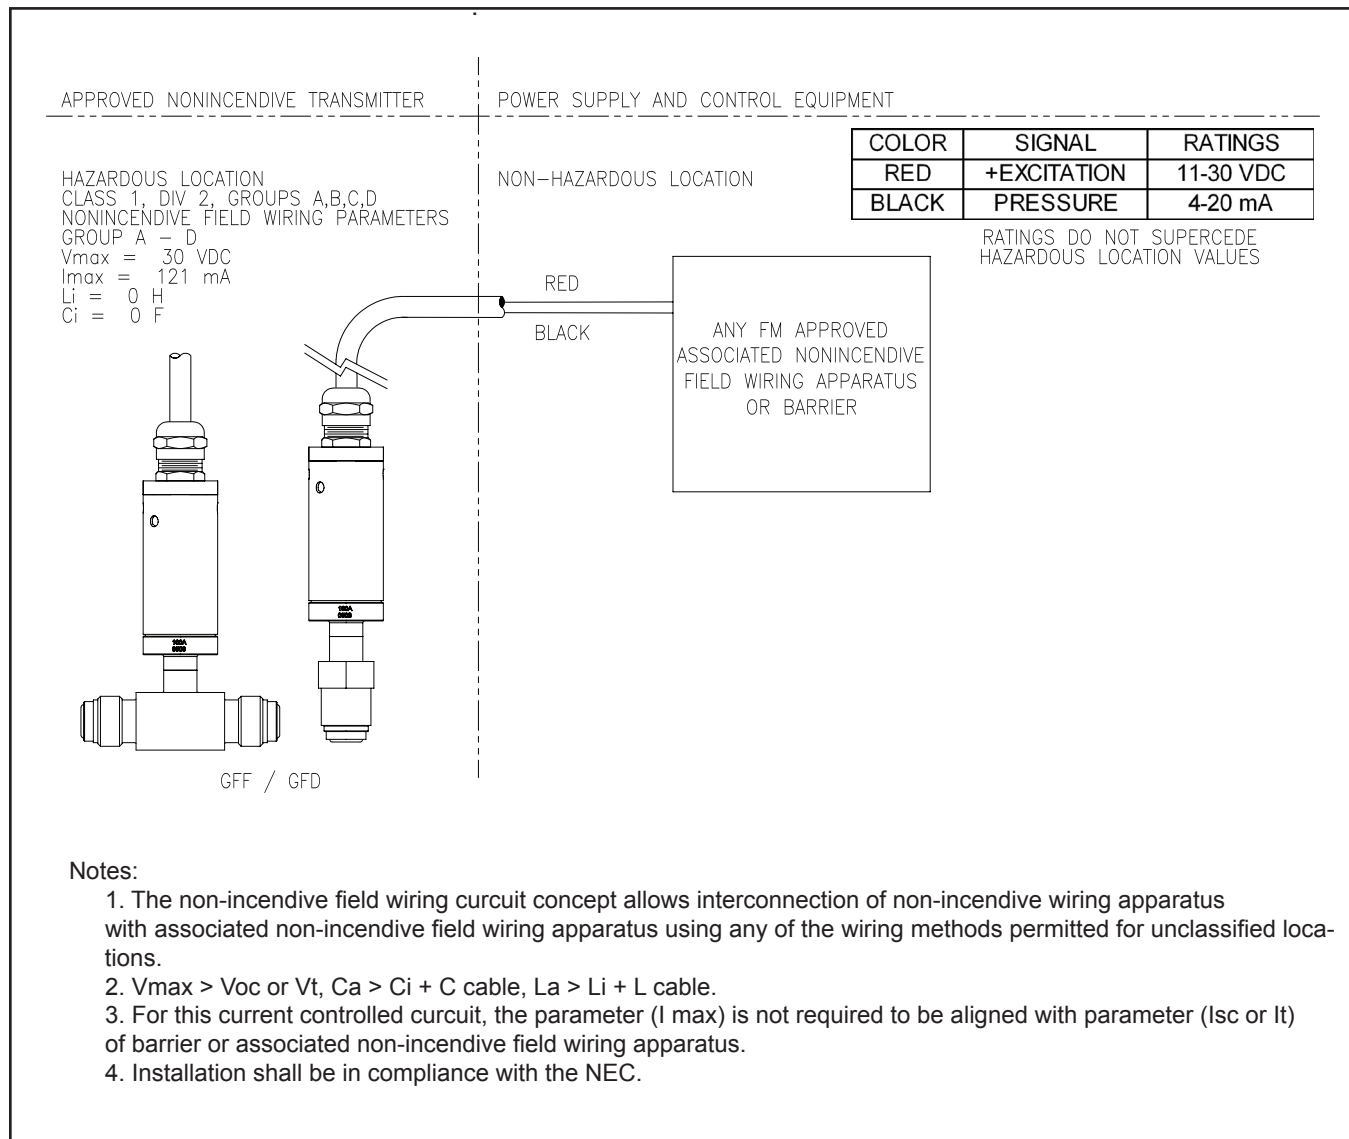 APPROVED NONINCENDIVE TRANSMITTER
POWER SUPPLY AND CONTROL EQUIPMENT
COLOR SIGNAL RATINGS
RED +EXCITATION 11-30 VDC
BLACK PRESSURE 4-20 mA
RATINGS DO NOT SUPERCEDE
HAZARDOUS LOCATION VALUES
HAZARDOUS LOCATION
CLASS 1, DIV 2, GROUPS A,B,C,D
NONINCENDIVE FIELD WIRING PARAMETERS
GROUP A – D
Vmax = 30 VDC
Imax = 121 mA
Li = 0 H
Ci = 0 F
NON-HAZARDOUS LOCATION
RED
BLACK
ANY FM APPROVED
ASSOCIATED NONINCENDIVE
FIELD WIRING APPARATUS
OR BARRIER
GFF / GFD
Notes:
1. The non-incendive field wiring curcuit concept allows interconnection of non-incendive wiring apparatus
with associated non-incendive field wiring apparatus using any of the wiring methods permitted for unclassified loca-
tions.
2. Vmax > Voc or Vt, Ca > Ci + C cable, La > Li + L cable.
3. For this current controlled curcuit, the parameter (I max) is not required to be aligned with parameter (Isc or It)
of barrier or associated non-incendive field wiring apparatus.
4. Installation shall be in compliance with the NEC.